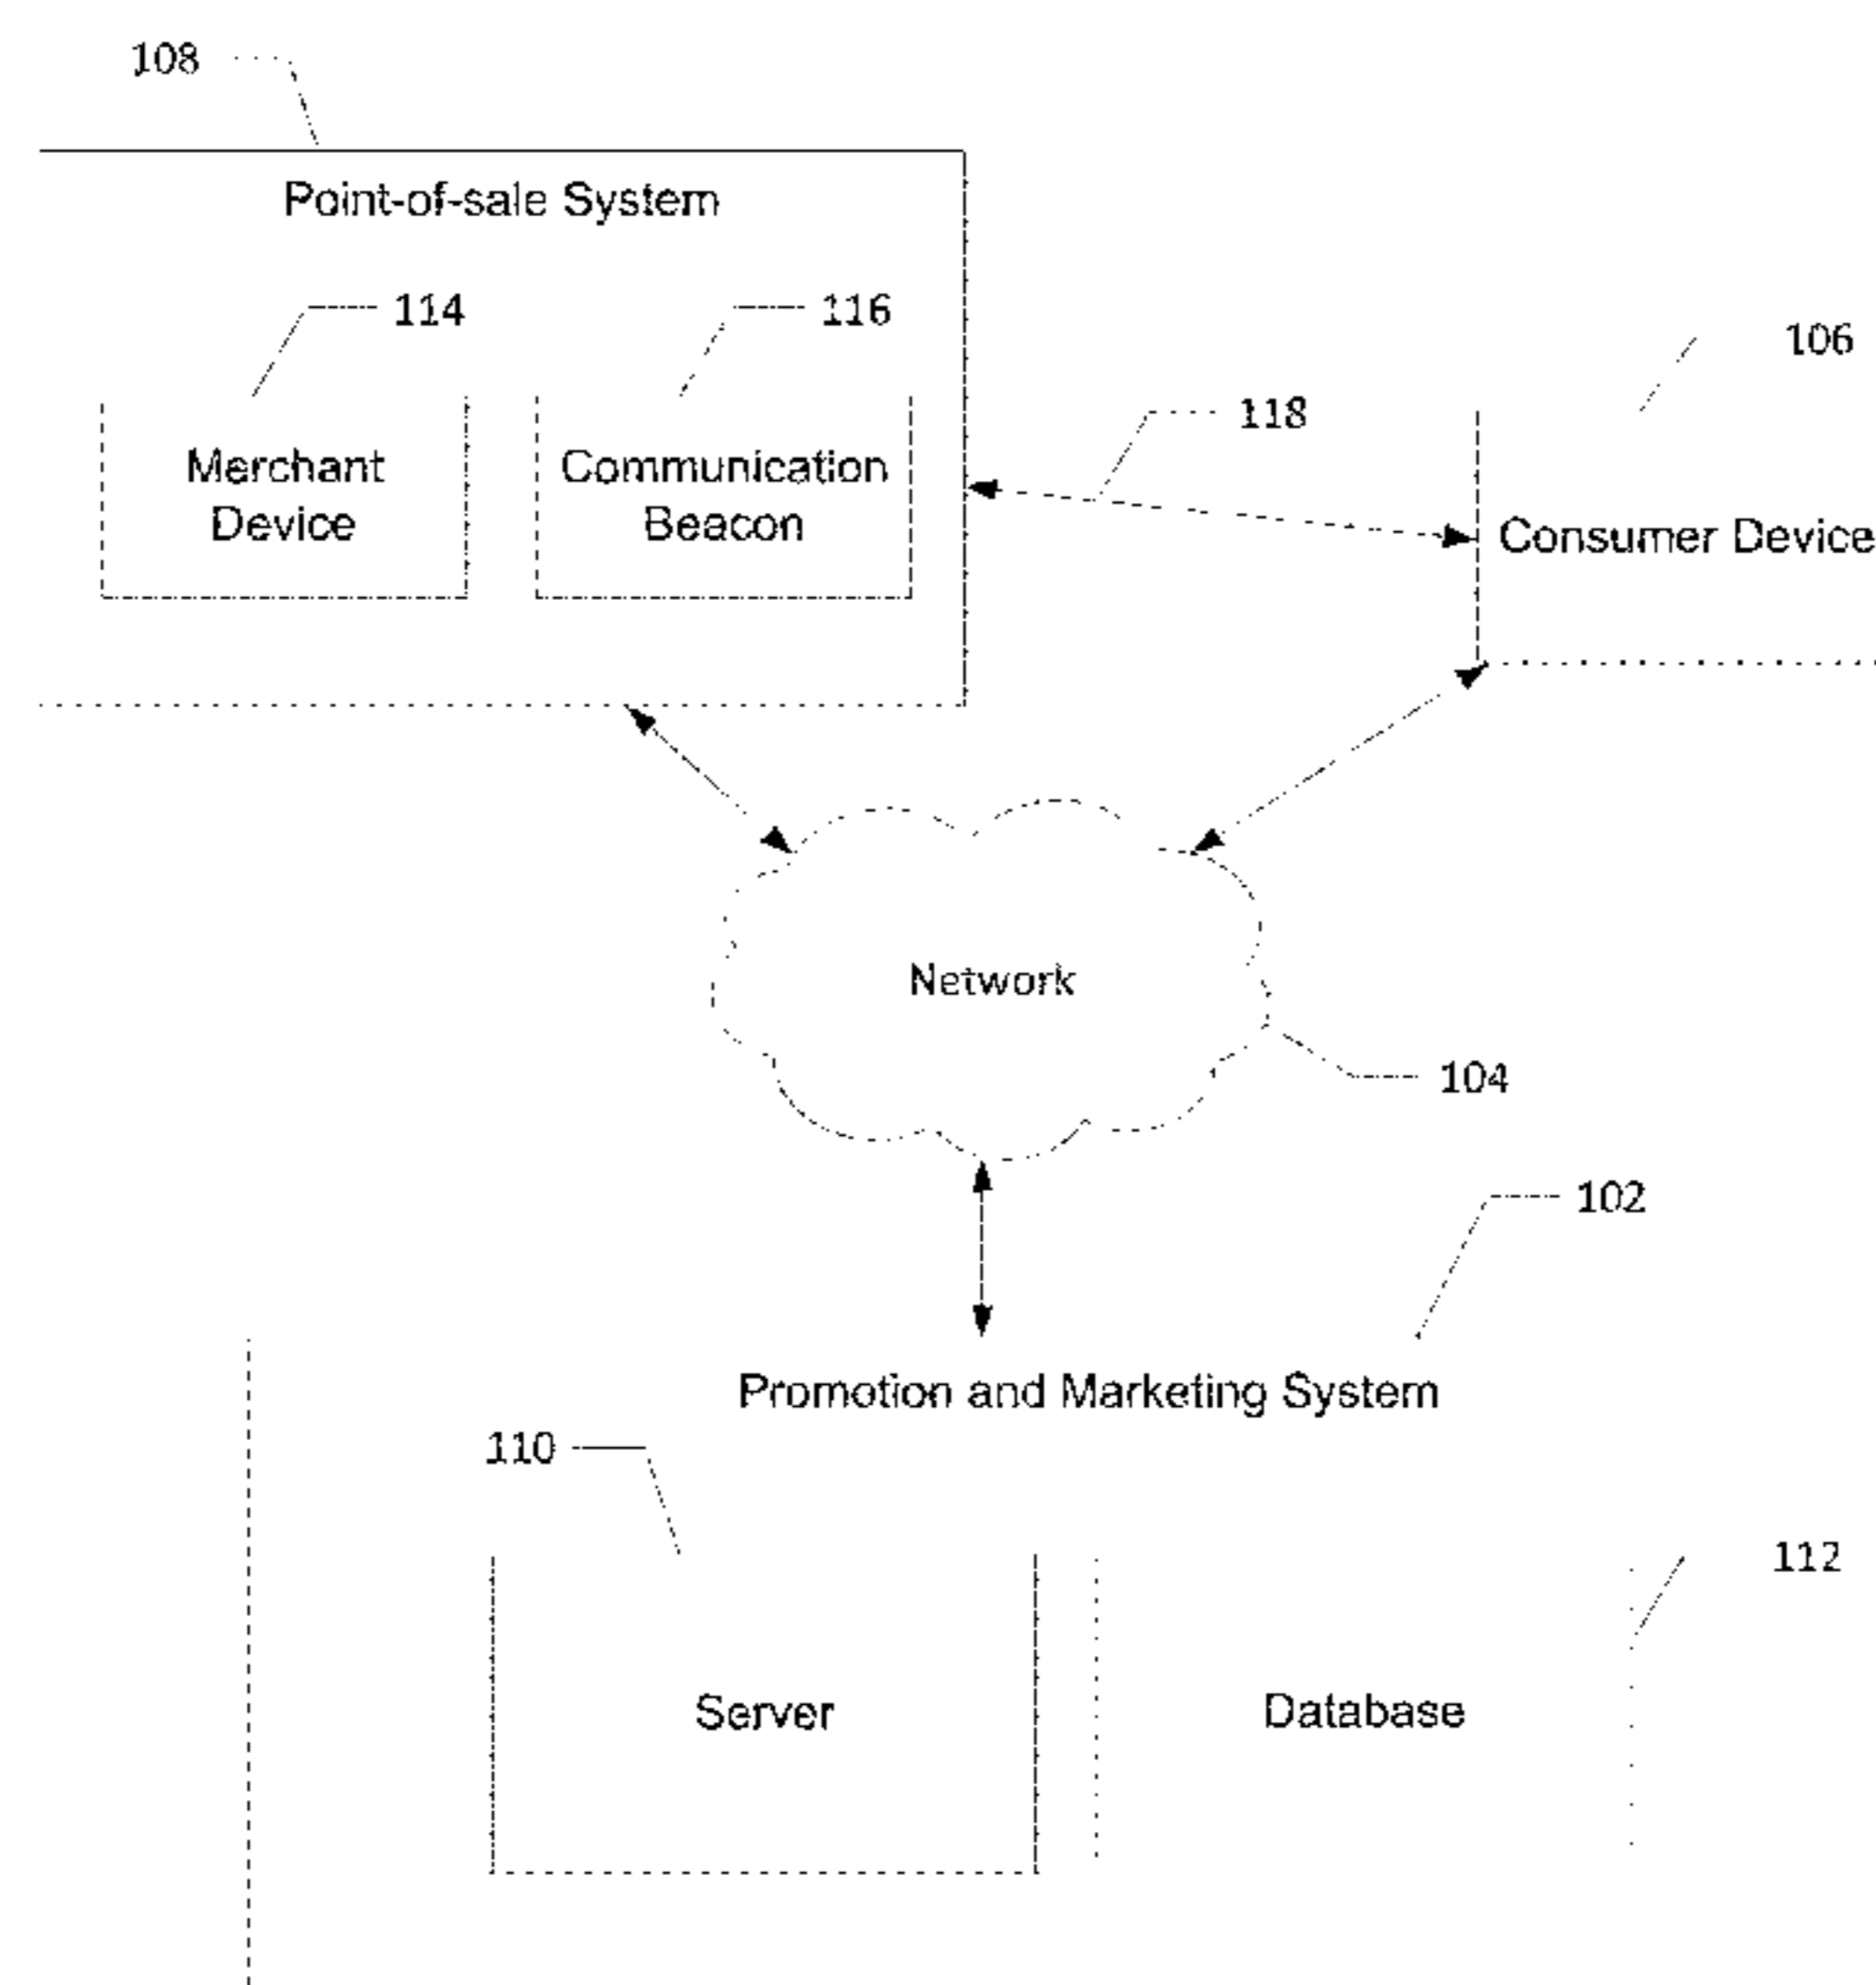 108
Point-of-sale System
114
116
106
118
Merchant
Device
Communication
Beacon
Consumer Device
Network
104
102
Promotion and Marketing System
110
112
Server
Database